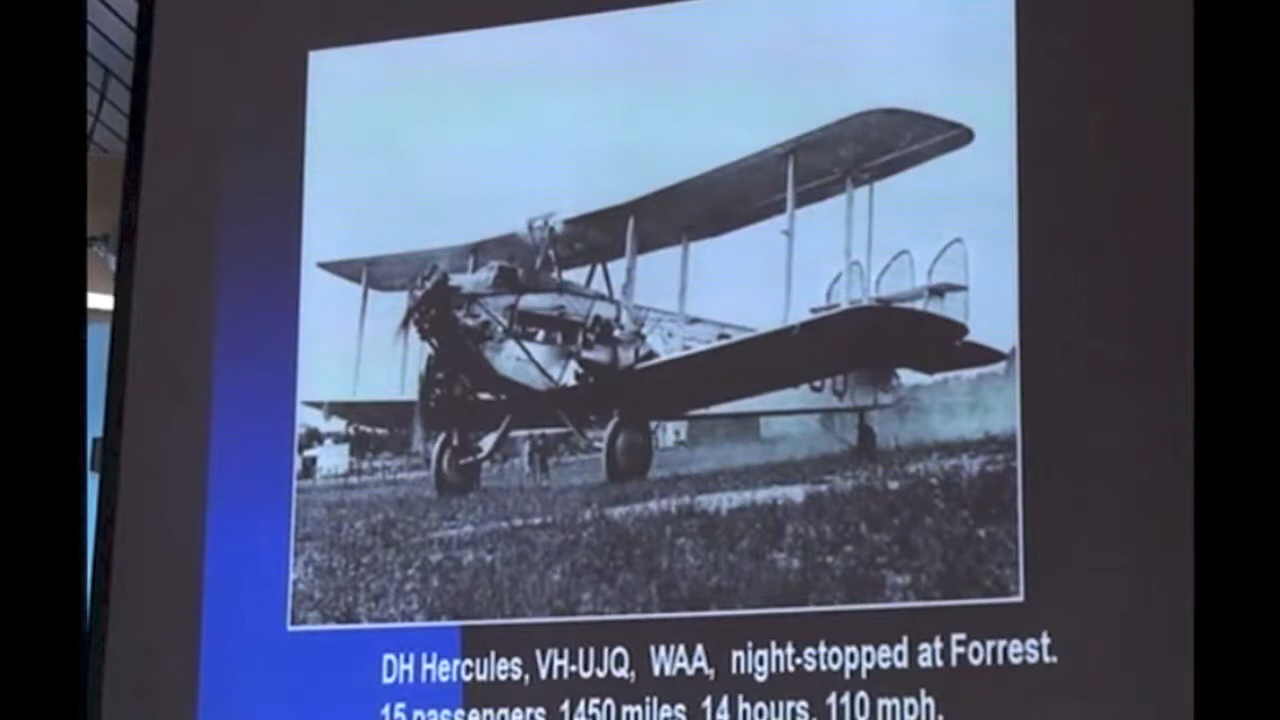 DH Hercules, VH-UJQ, WAA, night-stopped at Forrest.
15 passengers, 1450 miles, 14 hours, 110 mph.